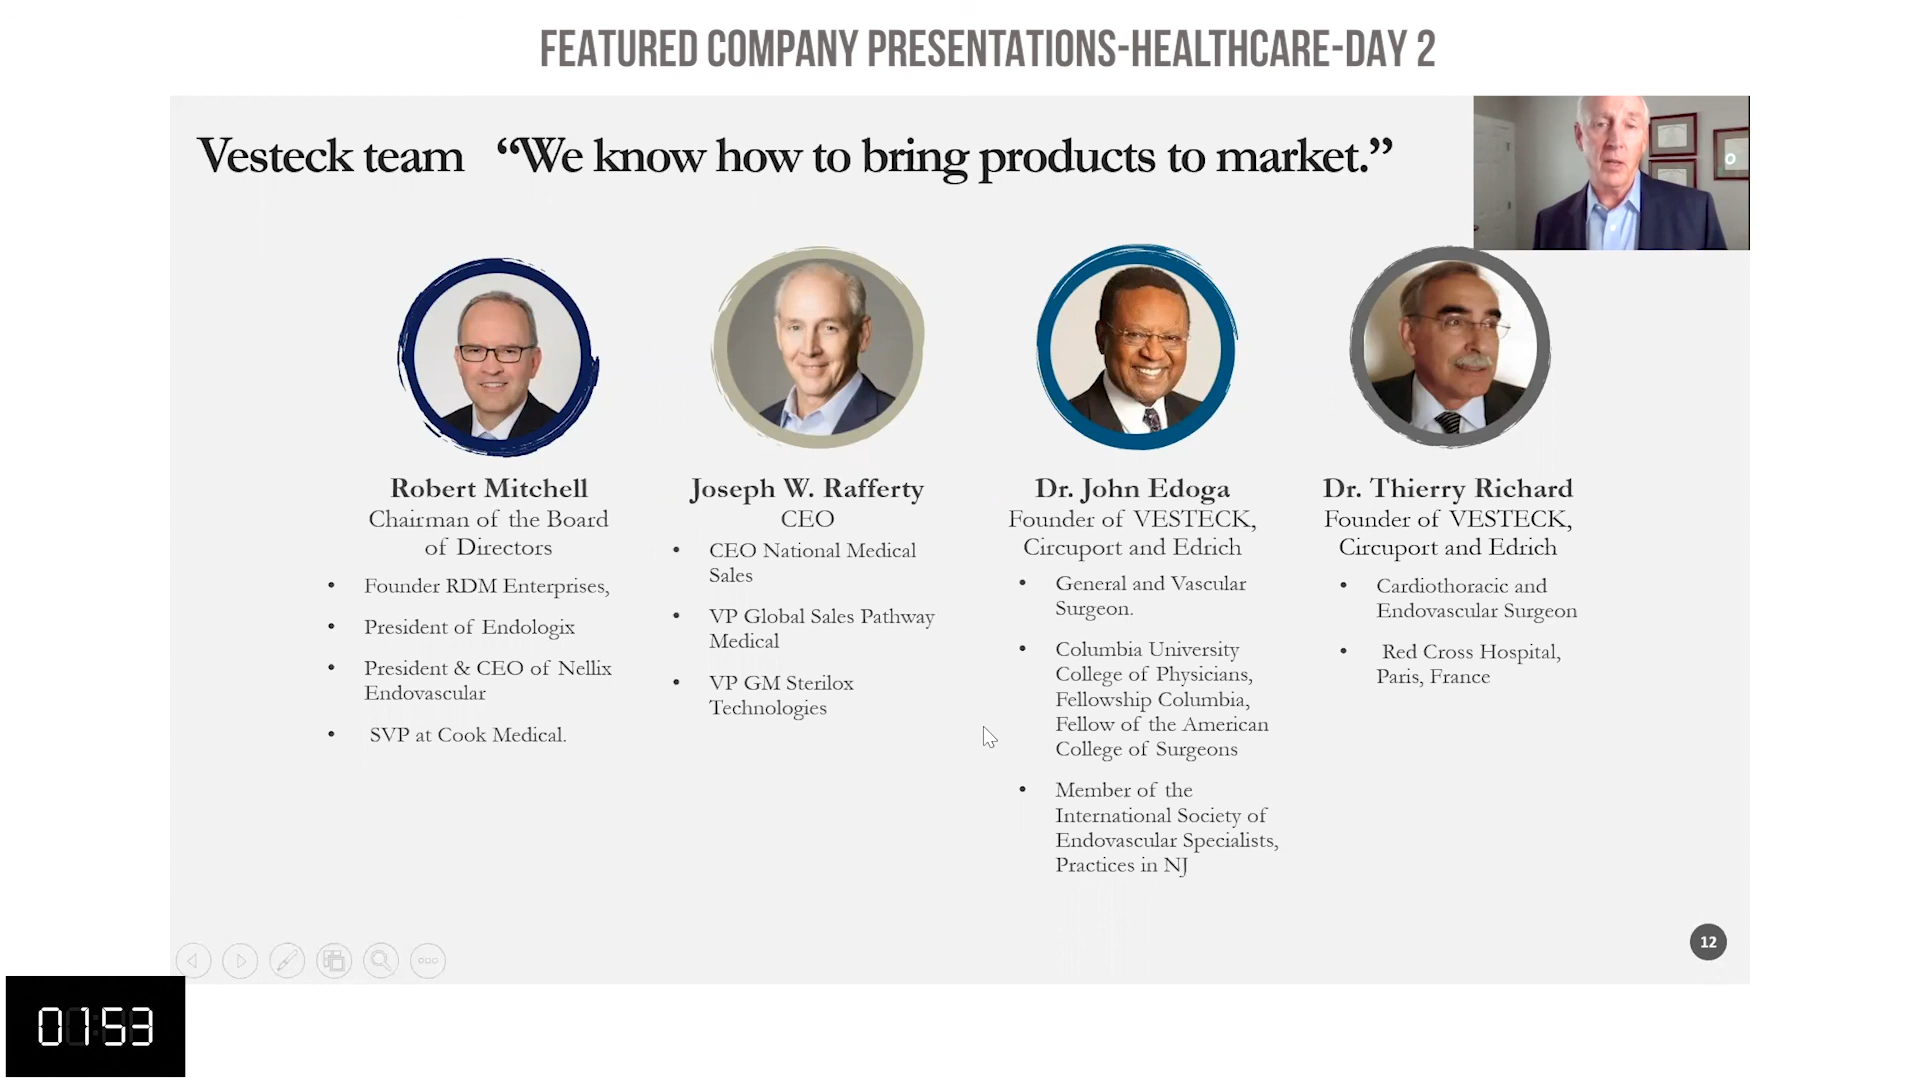 FEATURED COMPANY PRESENTATIONS-HEALTHCARE-DAY 2
Vesteck team “We know how to bring products to market.”
Robert Mitchell
Chairman of the Board
of Directors
• Founder RDM Enterprises,
• President of Endologix
• President & CEO of Nellix
Endovascular
• SVP at Cook Medical.
Joseph W. Rafferty
CEO
• CEO National Medical
Sales
• VP Global Sales Pathway
Medical
• VP GM Sterilox
Technologies
Dr. John Edoga
Founder of VESTECK,
Circuport and Edrich
• General and Vascular
Surgeon.
• Columbia University
College of Physicians,
Fellowship Columbia,
Fellow of the American
College of Surgeons
• Member of the
International Society of
Endovascular Specialists,
Practices in NJ
Dr. Thierry Richard
Founder of VESTECK,
Circuport and Edrich
• Cardiothoracic and
Endovascular Surgeon
• Red Cross Hospital,
Paris, France
12
01:53